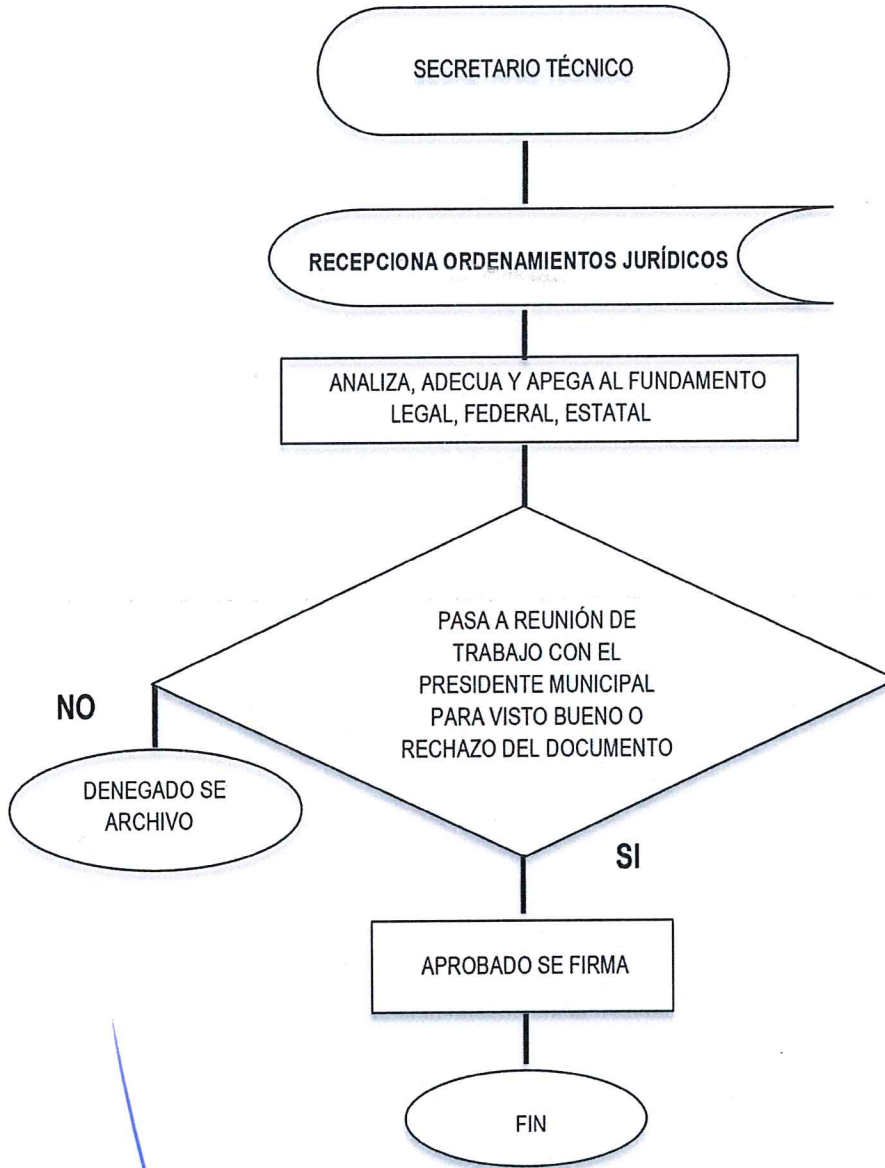 SECRETARIO TÉCNICO
RECEPCIONA ORDENAMIENTOS JURÍDICOS
ANALIZA, ADECUA Y APEGA AL FUNDAMENTO
LEGAL, FEDERAL, ESTATAL
PASA A REUNIÓN DE
TRABAJO CON EL
PRESIDENTE MUNICIPAL
PARA VISTO BUENO O
RECHAZO DEL DOCUMENTO
NO
DENEGADO SE
ARCHIVO
SI
APROBADO SE FIRMA
FIN